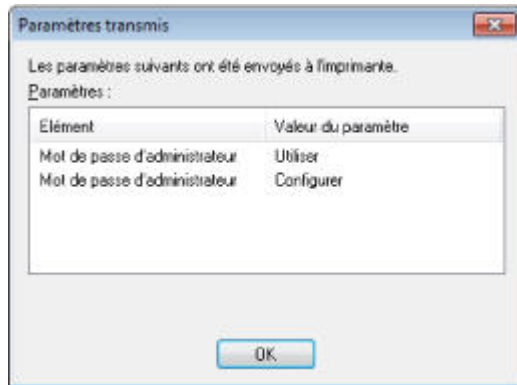 Paramètres transmis
Les paramètres suivants ont été envoyés à l'imprimante.
Paramètres :
Elément Valeur du paramètre
Mot de passe d'administrateur Utiliser
Mot de passe d'administrateur Configurer
OK